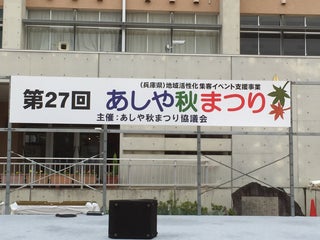 (兵庫県)地域活性化集客イベント支援事業
第27回 あしや秋まつり
主催:あしや秋まつり協議会